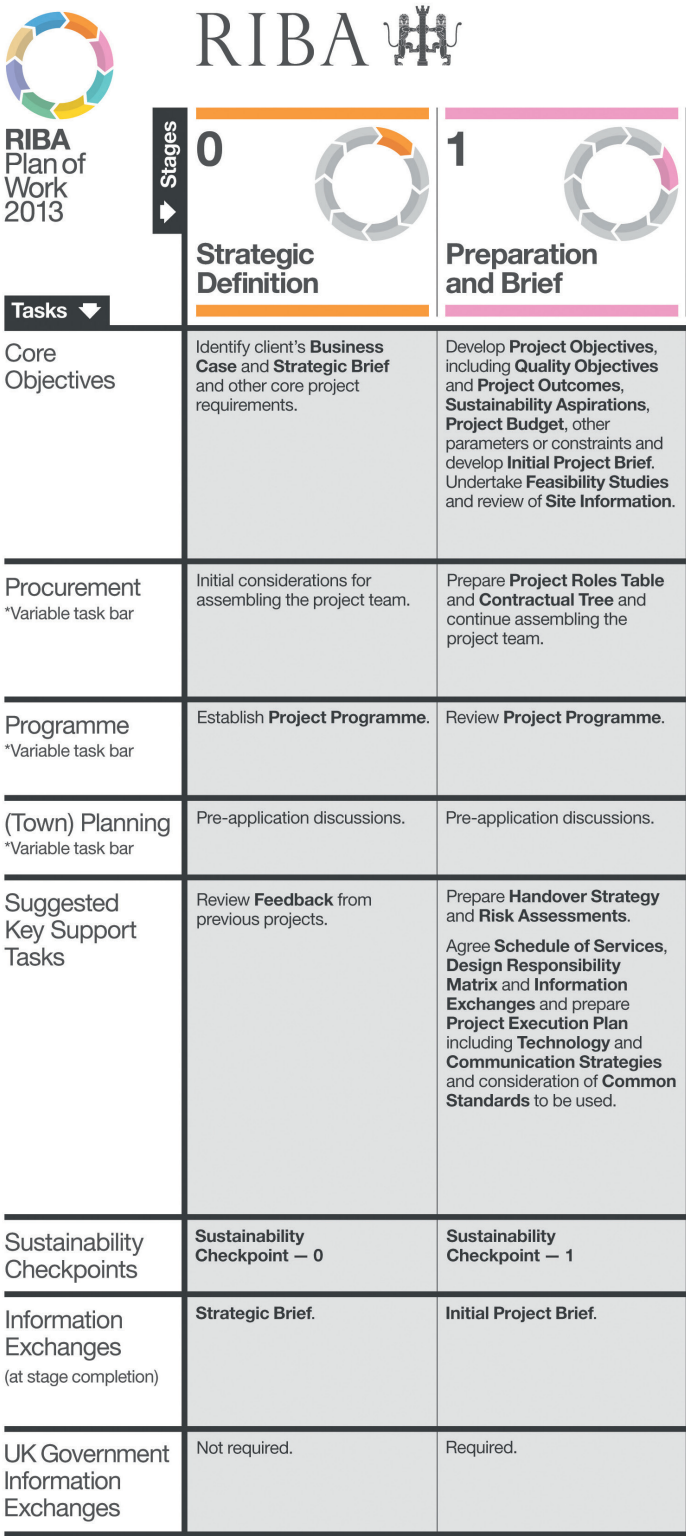 RIBA
RIBA
Plan of
Work
2013
Stages
0
Strategic
Definition
1
Preparation
and Brief
Tasks
Core
Objectives
Identify client's Business
Case and Strategic Brief
and other core project
requirements.
Develop Project Objectives,
including Quality Objectives
and Project Outcomes,
Sustainability Aspirations,
Project Budget, other
parameters or constraints and
develop Initial Project Brief.
Undertake Feasibility Studies
and review of Site Information.
Procurement
*Variable task bar
Initial considerations for
assembling the project team.
Prepare Project Roles Table
and Contractual Tree and
continue assembling the
project team.
Programme
*Variable task bar
Establish Project Programme.
Review Project Programme.
(Town) Planning
*Variable task bar
Pre-application discussions.
Pre-application discussions.
Suggested
Key Support
Tasks
Review Feedback from
previous projects.
Prepare Handover Strategy
and Risk Assessments.
Agree Schedule of Services,
Design Responsibility
Matrix and Information
Exchanges and prepare
Project Execution Plan
including Technology and
Communication Strategies
and consideration of Common
Standards to be used.
Sustainability
Checkpoints
Sustainability
Checkpoint — 0
Sustainability
Checkpoint — 1
Information
Exchanges
(at stage completion)
Strategic Brief.
Initial Project Brief.
UK Government
Information
Exchanges
Not required.
Required.